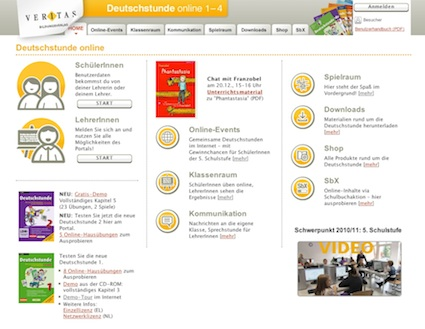 VERITAS
BILDUNGSVERLAG
Deutschstunde online 1–4
Anmelden
Besucher
Benutzerhandbuch (PDF)
HOME
Online-Events
Klassenraum
Kommunikation
Spielraum
Downloads
Shop
SbX
Deutschstunde online
SchülerInnen
Benutzerdaten
bekommst du von
deiner Lehrerin oder
deinem Lehrer.
START
LehrerInnen
Melden Sie sich an und
nutzen Sie alle
Möglichkeiten des
Portals!
START
NEU: Gratis-Demo
Vollständiges Kapitel 5
(23 Übungen, 2 Spiele)
NEU: Testen Sie jetzt die neue
Deutschstunde 2 hier am
Portal.
5 Online-Hausübungen zum
Ausprobieren
Deutschstunde
Testen Sie jetzt die neue
Deutschstunde 1.
8 Online-Hausübungen zum
Ausprobieren
Demo aus der CD-ROM:
vollständiges Kapitel 3
Demo-Tour im Internet
Weitere Infos:
Einzellizenz (EL)
Netzwerklizenz (NL)
Deutschstunde
Phantastisch
Chat mit Franzobel
am 20.12., 15–16 Uhr
Unterrichtsmaterial
zu "Phantasia" (PDF)
Online-Events
Gemeinsame Deutschstunden
im Internet – mit
Gewinnchancen für SchülerInnen
der 5. Schulstufe [mehr]
Klassenraum
SchülerInnen üben online,
LehrerInnen sehen die
Ergebnisse [mehr]
Kommunikation
Nachrichten an die eigene
Klasse, Sprechstunde für
LehrerInnen [mehr]
Spielraum
Hier steht der Spaß im
Vordergrund! [mehr]
Downloads
Materialien rund um die
Deutschstunde herunterladen
[mehr]
Shop
Alle Produkte rund um die
Deutschstunde [mehr]
SbX
Online-Inhalte via
Schulbuchaktion – hier
ausprobieren! [mehr]
Schwerpunkt 2010/11: 5. Schulstufe
VIDEO